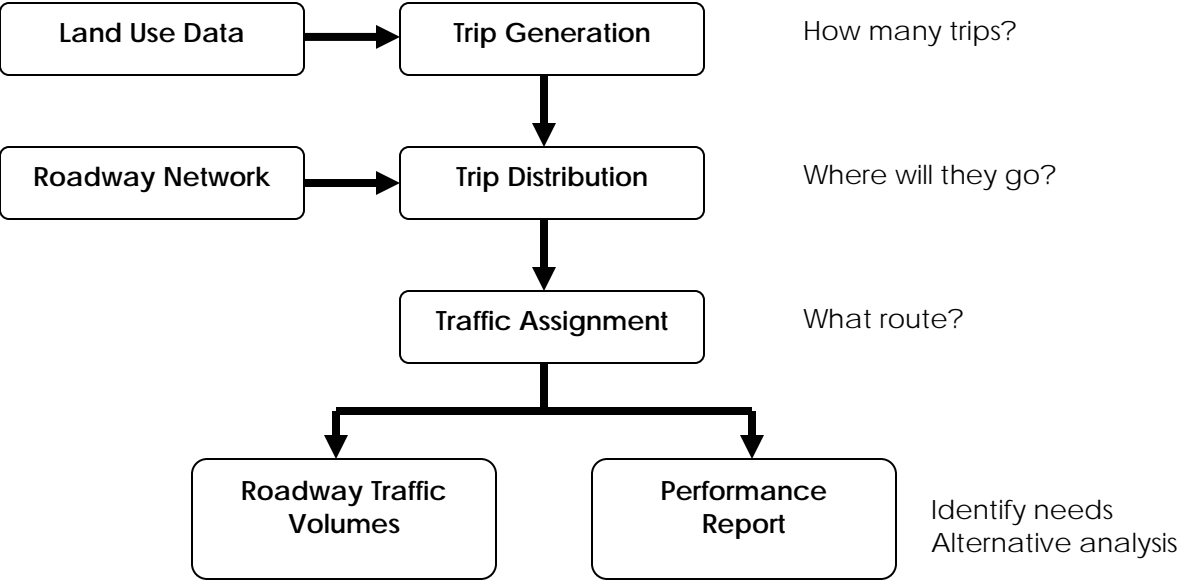 Land Use Data
Trip Generation
How many trips?
Roadway Network
Trip Distribution
Where will they go?
Traffic Assignment
What route?
Roadway Traffic
Volumes
Performance
Report
Identify needs
Alternative analysis